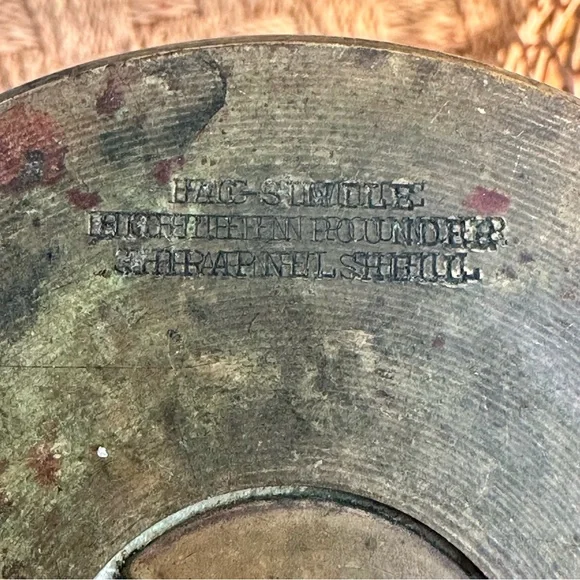 FAC-SIMILE
EIGHTEEN POUNDER
SHRAPNEL SHELL